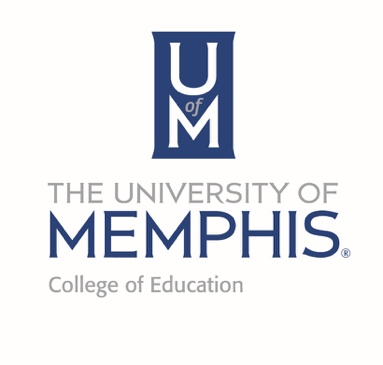 U
of
M
THE UNIVERSITY OF
MEMPHIS®
College of Education